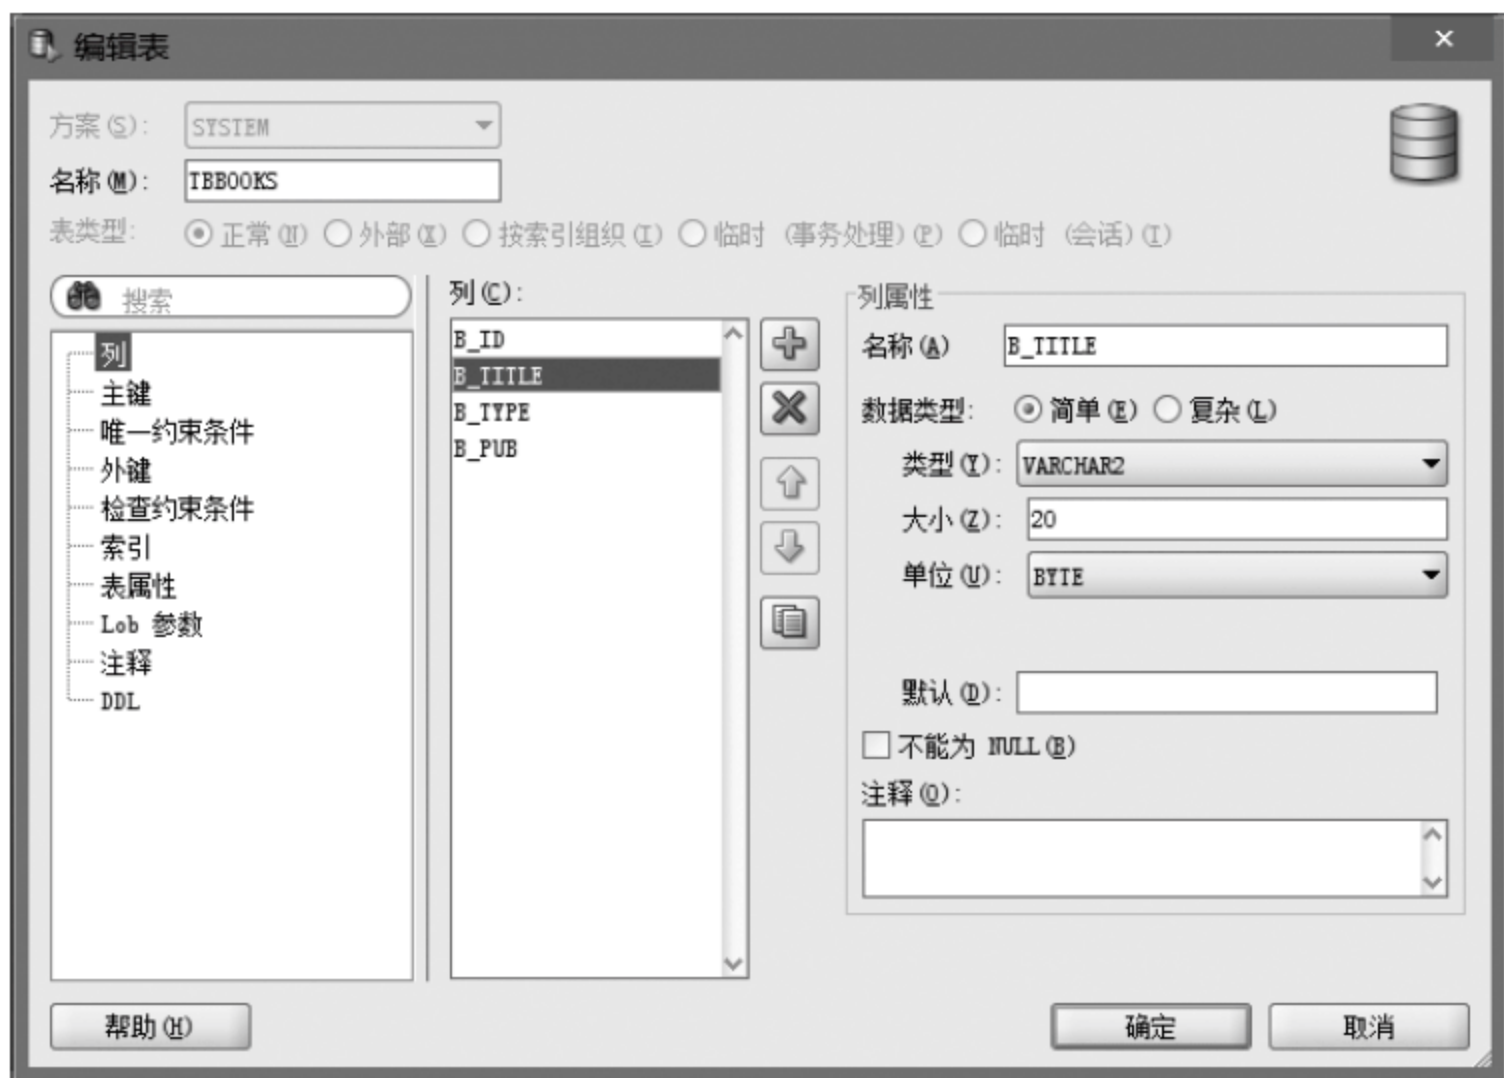 编辑表
方案(S): SYSTEM
名称(M): TBBOOKS
表类型: 正常(N) 外部(X) 按索引组织(I) 临时 (事务处理)(P) 临时 (会话)(T)
搜索
列
主键
唯一约束条件
外键
检查约束条件
索引
表属性
Lob 参数
注释
DDL
列(C):
B_ID
B_TITLE
B_TYPE
B_PUB
列属性
名称(A) B_TITLE
数据类型: 简单(E) 复杂(L)
类型(Y): VARCHAR2
大小(Z): 20
单位(U): BYTE
默认(D):
不能为 NULL(B)
注释(O):
帮助(H)
确定
取消